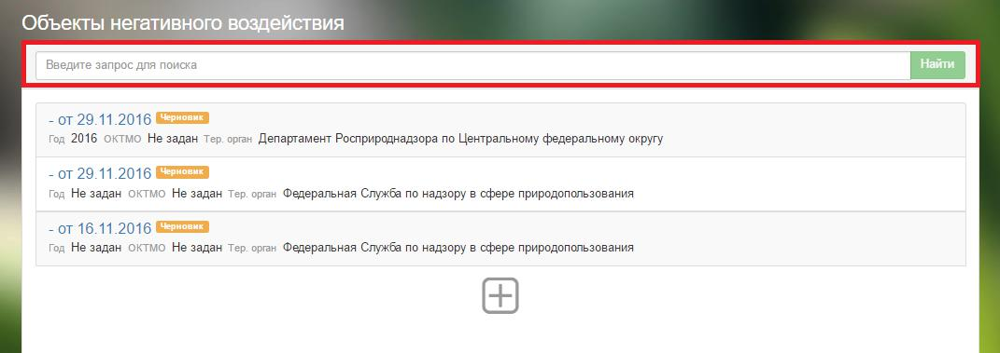 Объекты негативного воздействия
Введите запрос для поиска Найти
- от 29.11.2016 Черновик
Год 2016 ОКТМО Не задан Тер. орган Департамент Росприроднадзора по Центральному федеральному округу
- от 29.11.2016 Черновик
Год Не задан ОКТМО Не задан Тер. орган Федеральная Служба по надзору в сфере природопользования
- от 16.11.2016 Черновик
Год Не задан ОКТМО Не задан Тер. орган Федеральная Служба по надзору в сфере природопользования